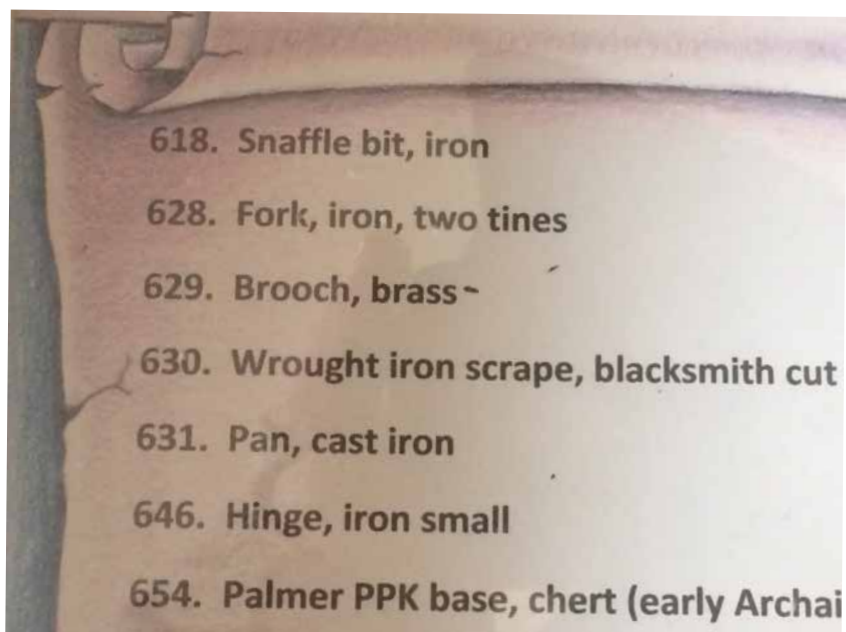 618. Snaffle bit, iron
628. Fork, iron, two tines
629. Brooch, brass
630. Wrought iron scrape, blacksmith cut
631. Pan, cast iron
646. Hinge, iron small
654. Palmer PPK base, chert (early Archai